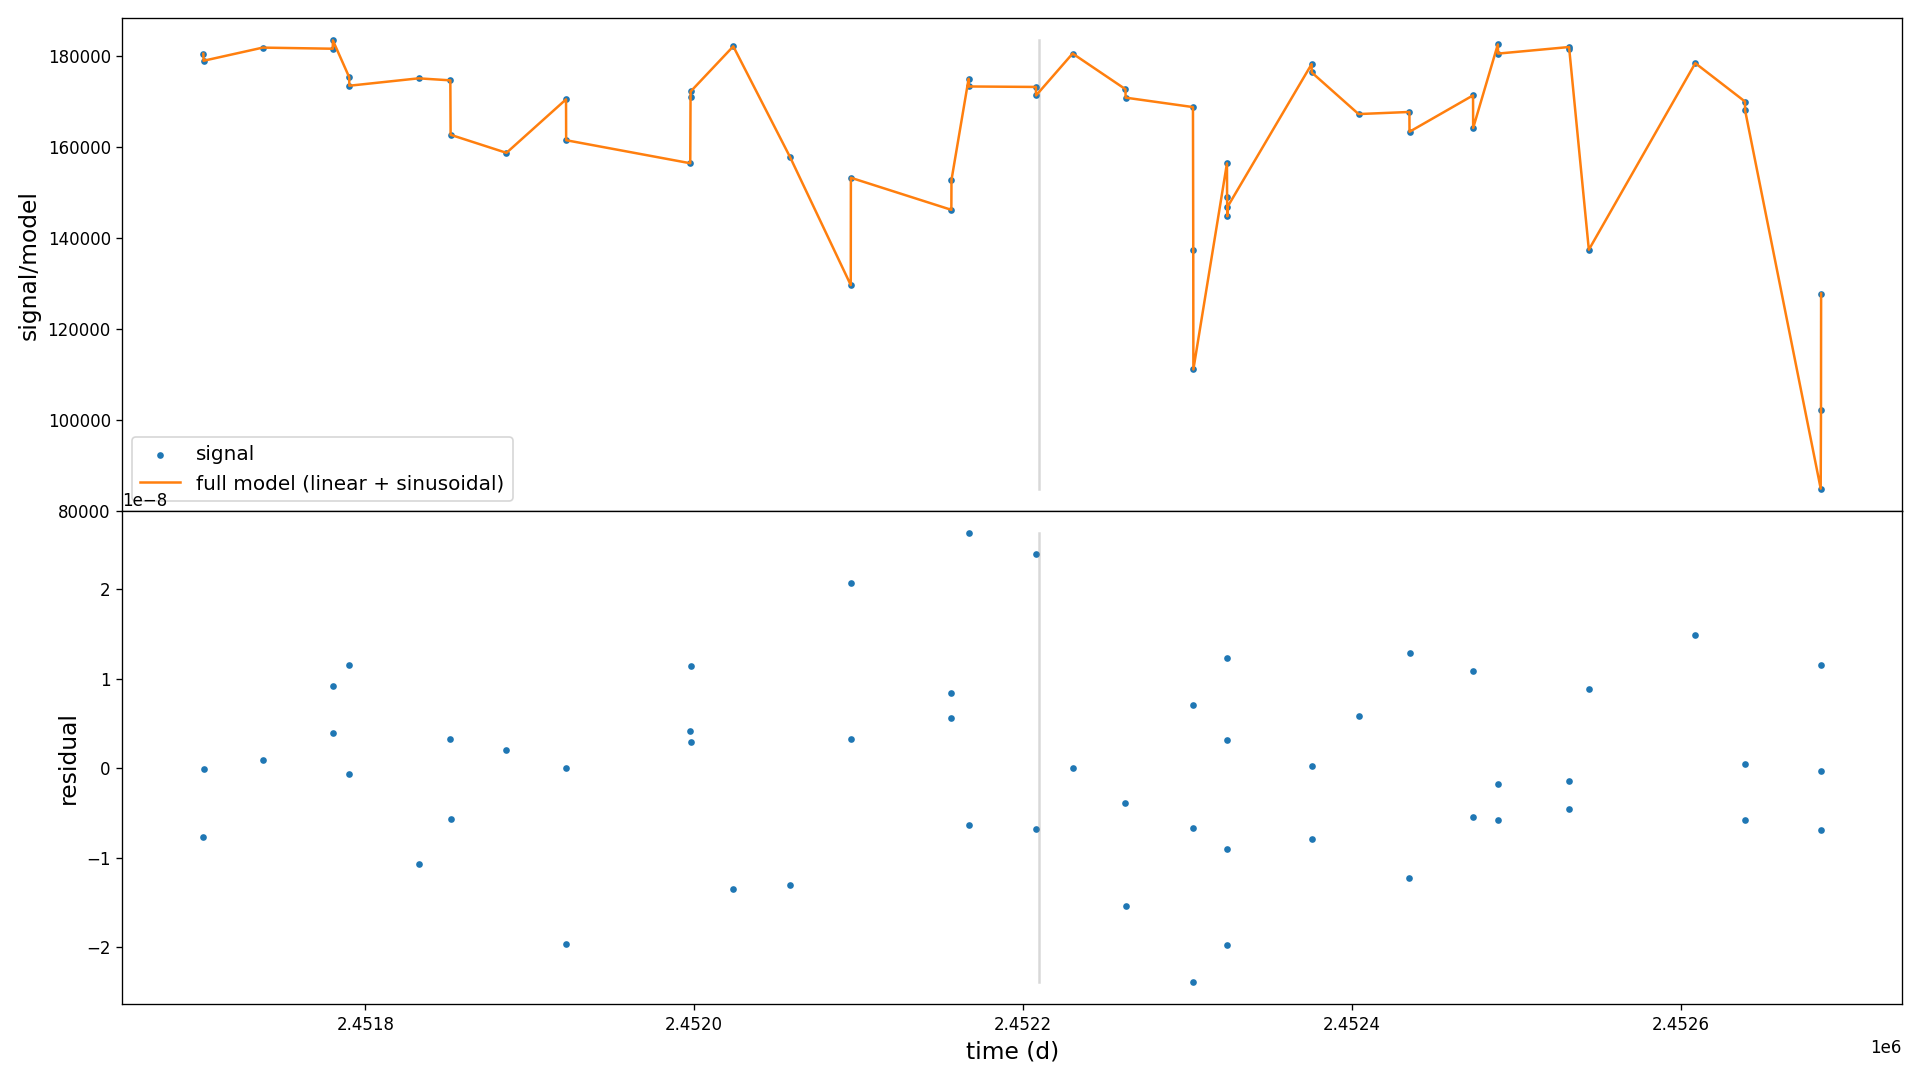 180000
160000
140000
120000
100000
80000
signal/model
signal
full model (linear + sinusoidal)
1e−8
2
1
0
−1
−2
residual
2.4518
2.4520
2.4522
2.4524
2.4526
time (d)
1e6